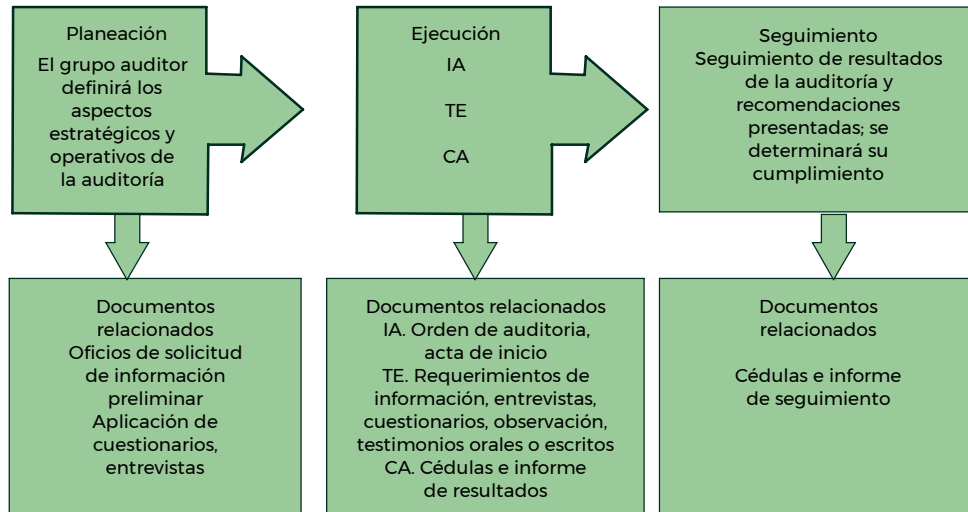 Planeación
El grupo auditor
definirá los
aspectos
estratégicos y
operativos de
la auditoría
Ejecución
IA
TE
CA
Seguimiento
Seguimiento de resultados
de la auditoría y
recomendaciones
presentadas; se
determinará su
cumplimiento
Documentos
relacionados
Oficios de solicitud
de información
preliminar
Aplicación de
cuestionarios,
entrevistas
Documentos relacionados
IA. Orden de auditoria,
acta de inicio
TE. Requerimientos de
información, entrevistas,
cuestionarios, observación,
testimonios orales o escritos
CA. Cédulas e informe
de resultados
Documentos
relacionados
Cédulas e informe
de seguimiento